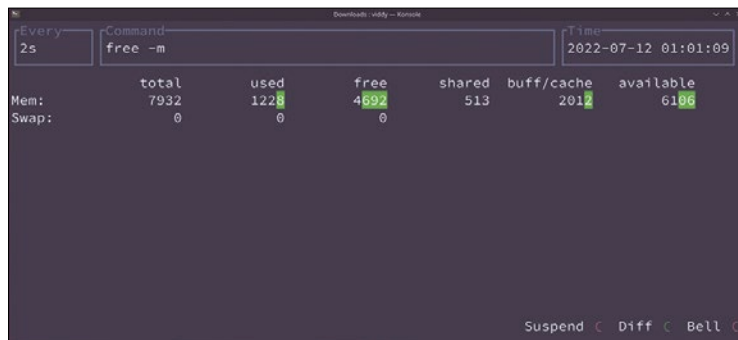 Downloads : viddy — Konsole
Every Command Time
2s free -m 2022-07-12 01:01:09
total used free shared buff/cache available
Mem: 7932 1228 4692 513 2012 6106
Swap: 0 0 0
Suspend Diff Bell